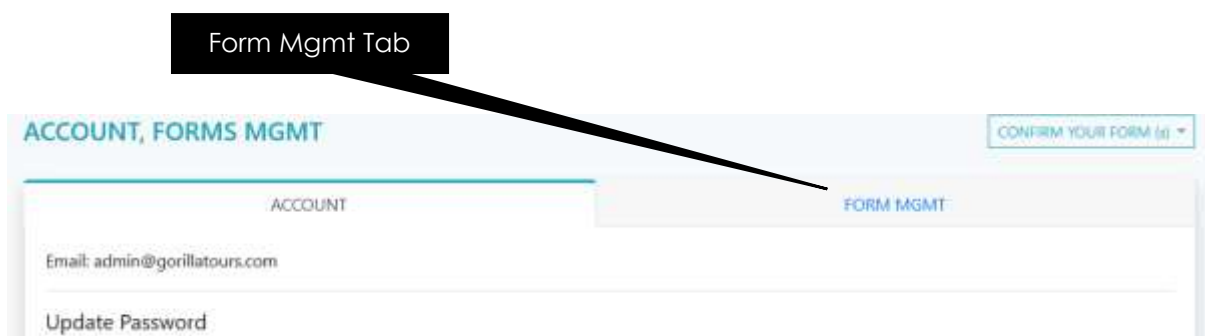 Form Mgmt Tab
ACCOUNT, FORMS MGMT
CONFIRM YOUR FORM (s)
ACCOUNT
FORM MGMT
Email: admin@gorillatours.com
Update Password